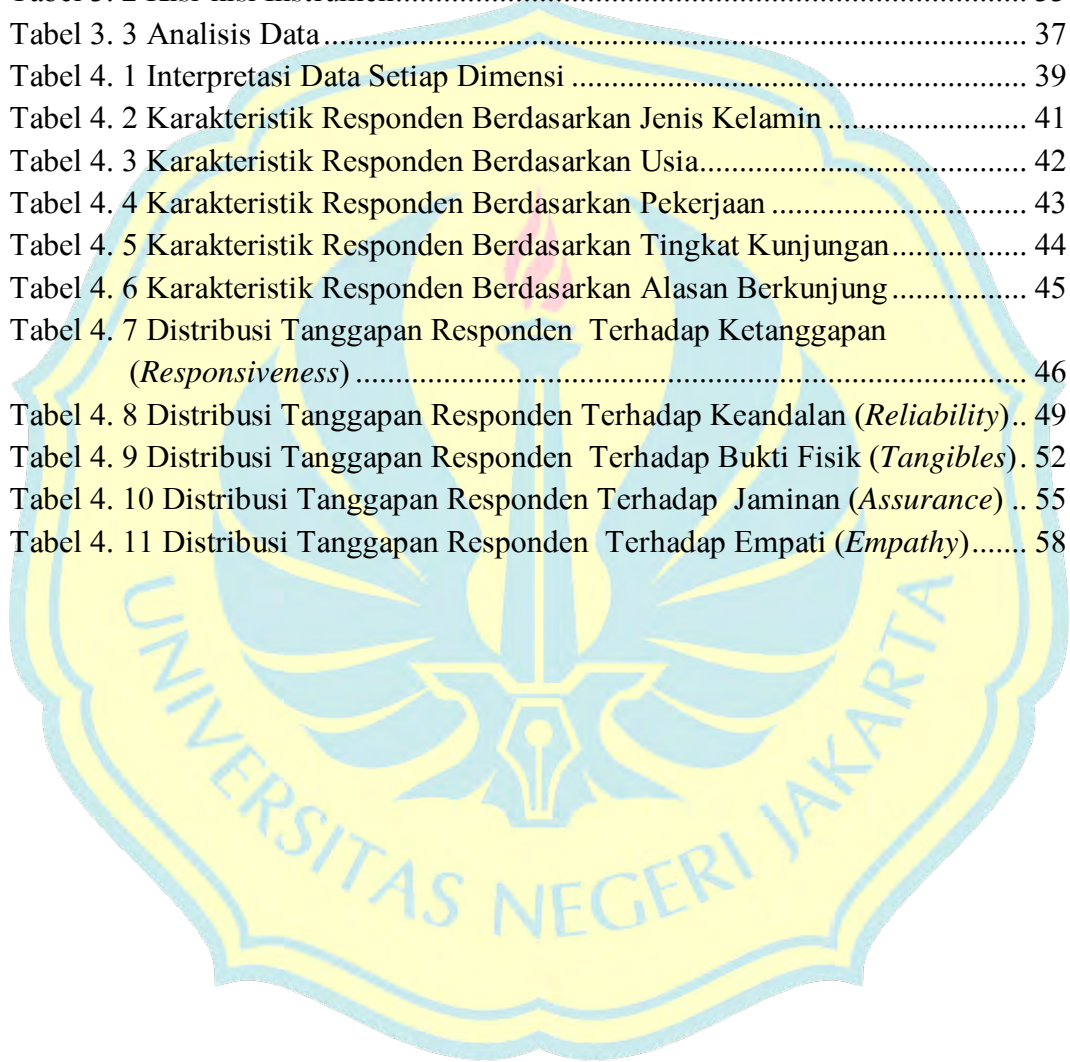 Tabel 3. 3 Analisis Data ........................................................................................ 37
Tabel 4. 1 Interpretasi Data Setiap Dimensi ......................................................... 39
Tabel 4. 2 Karakteristik Responden Berdasarkan Jenis Kelamin ......................... 41
Tabel 4. 3 Karakteristik Responden Berdasarkan Usia......................................... 42
Tabel 4. 4 Karakteristik Responden Berdasarkan Pekerjaan ................................ 43
Tabel 4. 5 Karakteristik Responden Berdasarkan Tingkat Kunjungan................. 44
Tabel 4. 6 Karakteristik Responden Berdasarkan Alasan Berkunjung ................. 45
Tabel 4. 7 Distribusi Tanggapan Responden Terhadap Ketanggapan
(Responsiveness) .................................................................................... 46
Tabel 4. 8 Distribusi Tanggapan Responden Terhadap Keandalan (Reliability).. 49
Tabel 4. 9 Distribusi Tanggapan Responden Terhadap Bukti Fisik (Tangibles). 52
Tabel 4. 10 Distribusi Tanggapan Responden Terhadap Jaminan (Assurance) .. 55
Tabel 4. 11 Distribusi Tanggapan Responden Terhadap Empati (Empathy)....... 58
UNIVERSITAS NEGERI JAKARTA